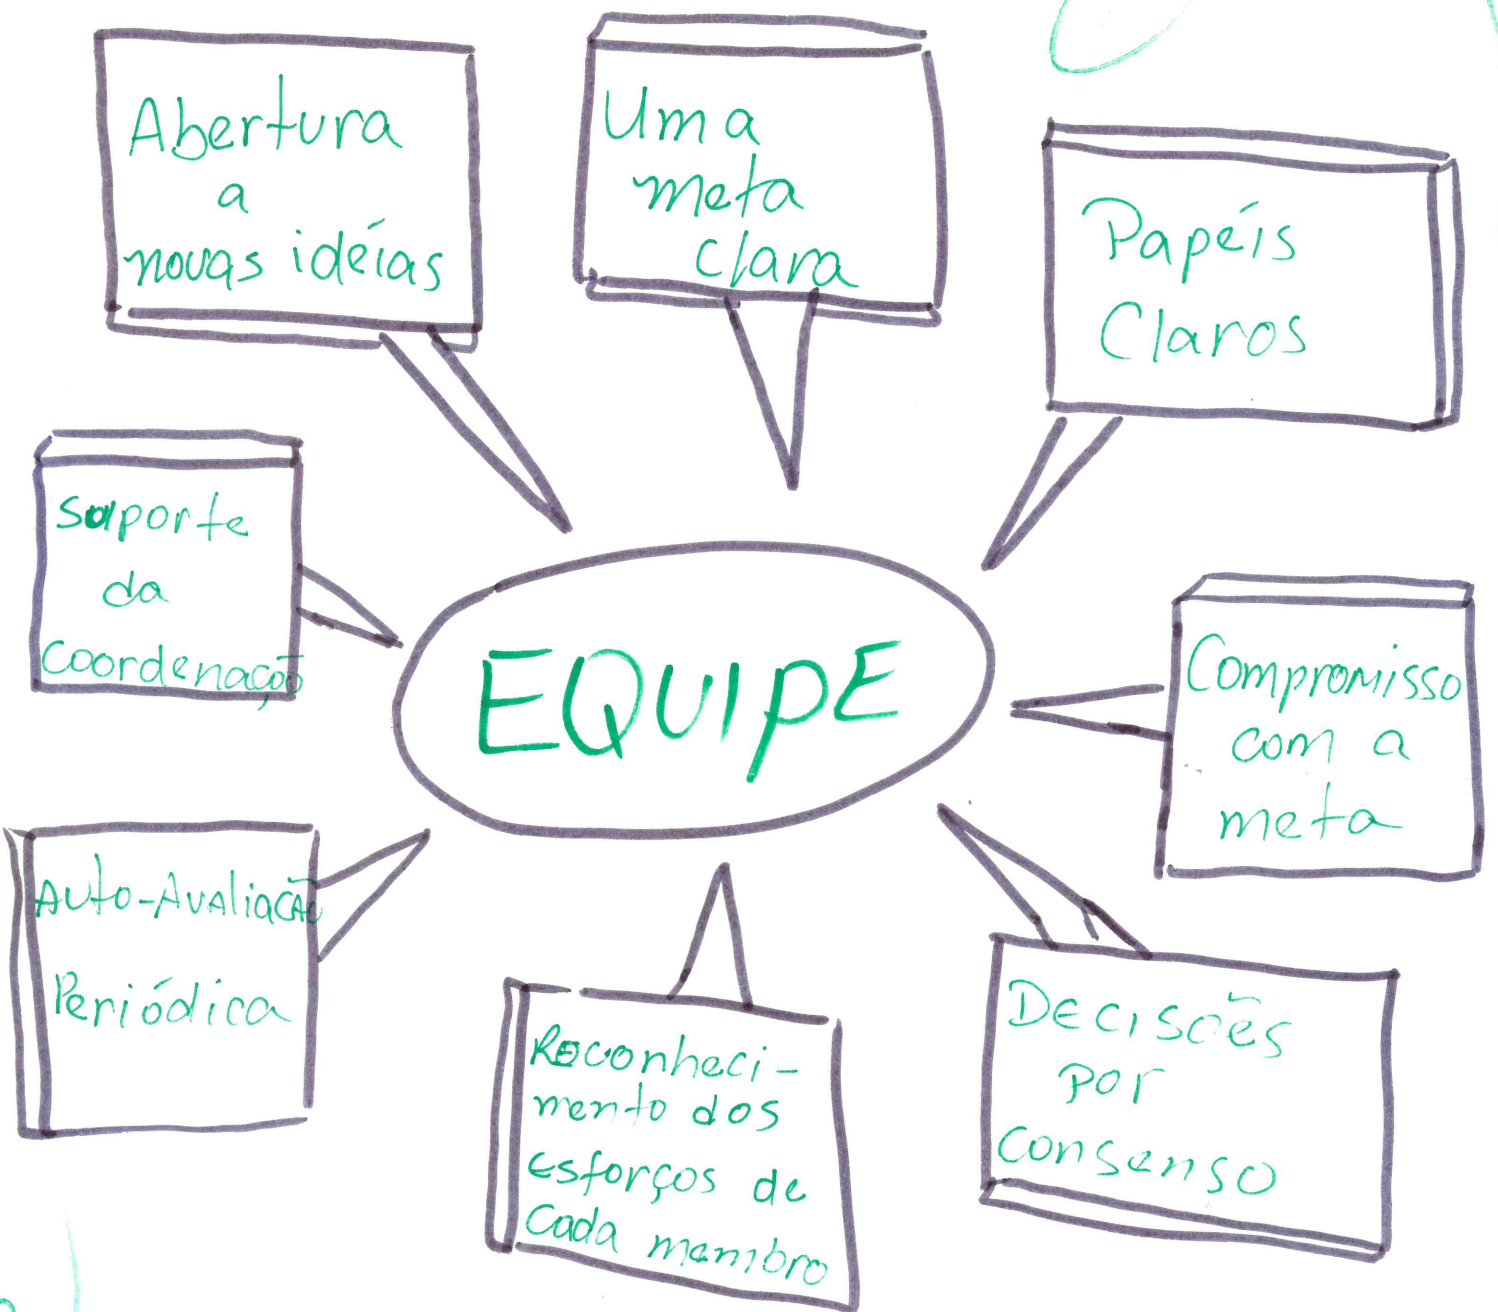 Abertura
a
novas idéias
Uma
meta
clara
Papéis
Claros
Suporte
da
Coordenação
EQUIPE
Compromisso
com a
meta
Auto-Avaliação
Periódica
Reconheci-
mento dos
Esforços de
Cada membro
Decisões
por
Consenso